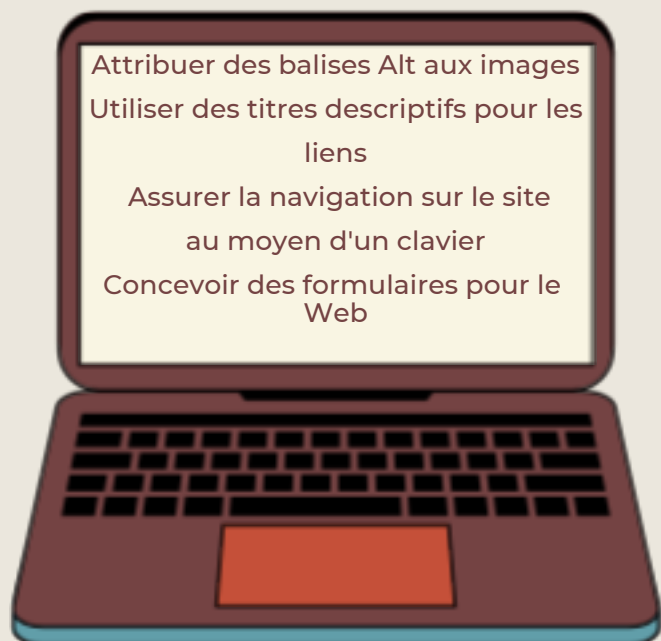 Attribuer des balises Alt aux images
Utiliser des titres descriptifs pour les
liens
Assurer la navigation sur le site
au moyen d'un clavier
Concevoir des formulaires pour le
Web